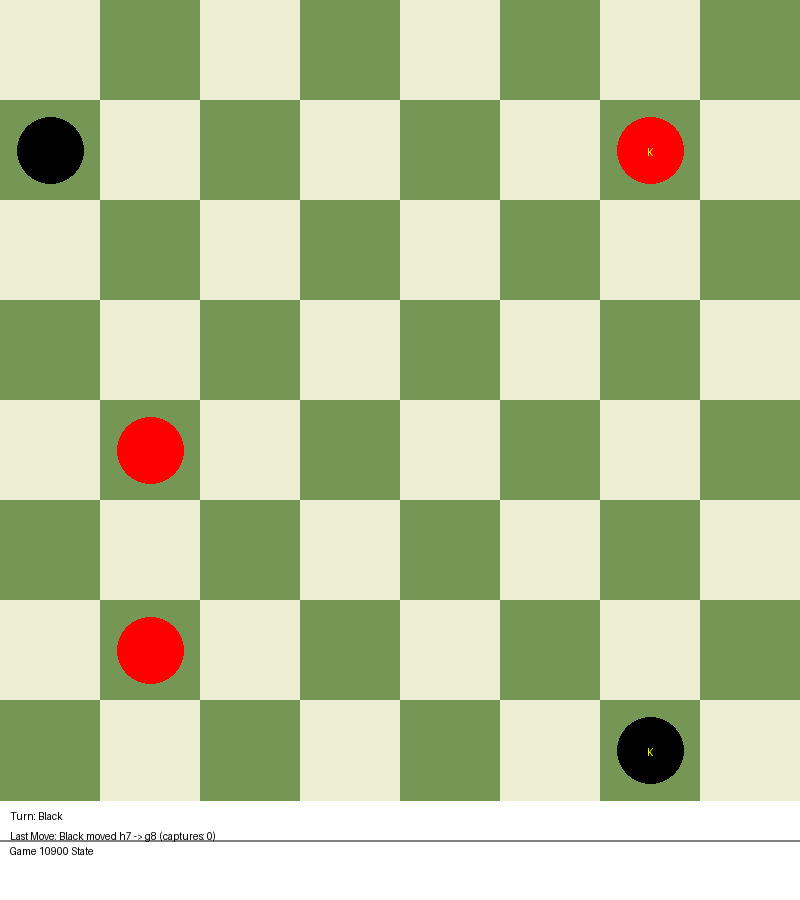 K
K
Turn: Black
Last Move: Black moved h7 -> g8 (captures: 0)
Game 10900 State